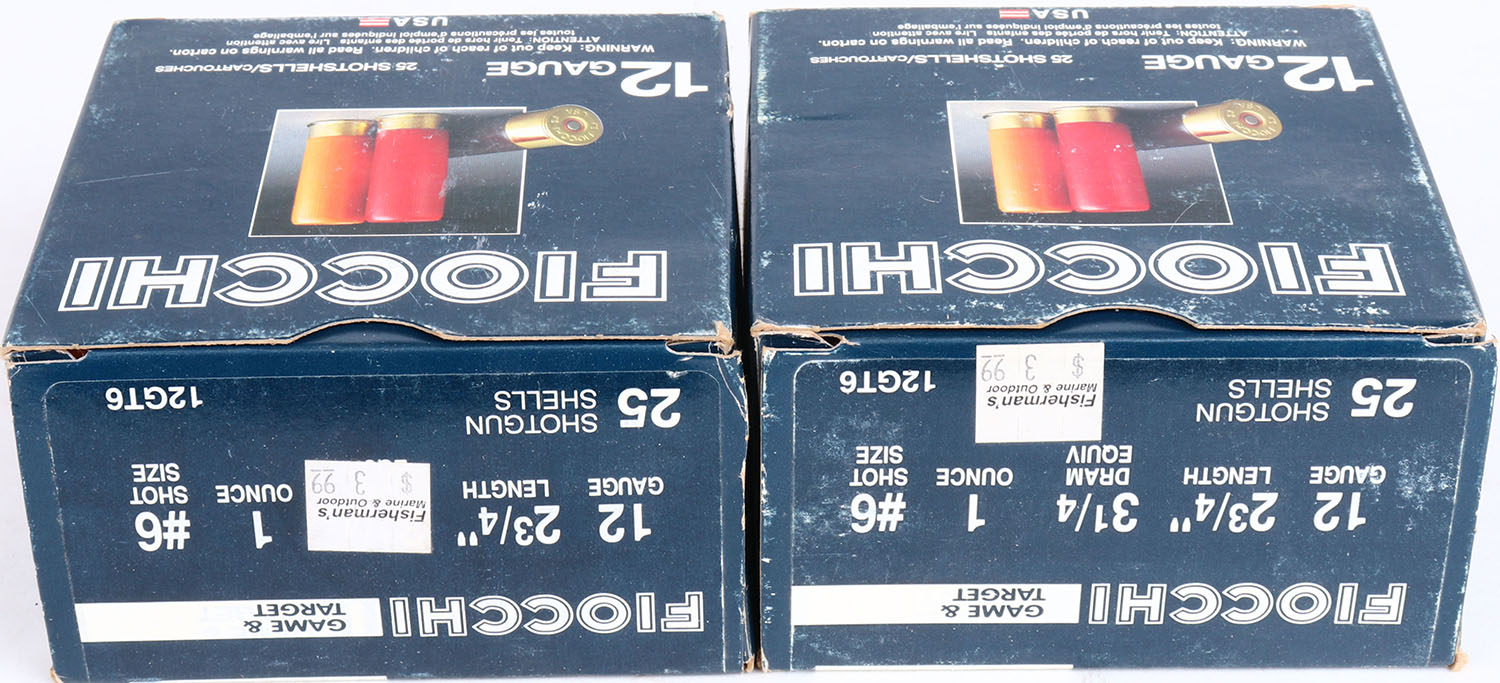 FIOCCHI
GAME &
TARGET
12 2 3/4" 3 1/4 1 #6
GAUGE LENGTH DRAM EQUIV OUNCE SHOT SIZE
25 SHOTGUN SHELLS
Fisherman's
Marine & Outdoor
$ 3 99
12GT6
FIOCCHI
12 GAUGE
25 SHOTSHELLS/CARTOUCHES
WARNING: Keep out of reach of children. Read all warnings on carton.
ATTENTION: Tenir hors de portée des enfants Lire avec attention
toutes les précautions d'emploi indiquées sur l'emballage
USA
FIOCCHI
GAME &
TARGET
12 2 3/4" 1 #6
GAUGE LENGTH OUNCE SHOT SIZE
Fisherman's
Marine & Outdoor
$ 3 99
25 SHOTGUN SHELLS
12GT6
FIOCCHI
12 GAUGE
25 SHOTSHELLS/CARTOUCHES
WARNING: Keep out of reach of children. Read all warnings on carton.
ATTENTION: Tenir hors de portée des enfants Lire avec attention
toutes les précautions d'emploi indiquées sur l'emballage
USA